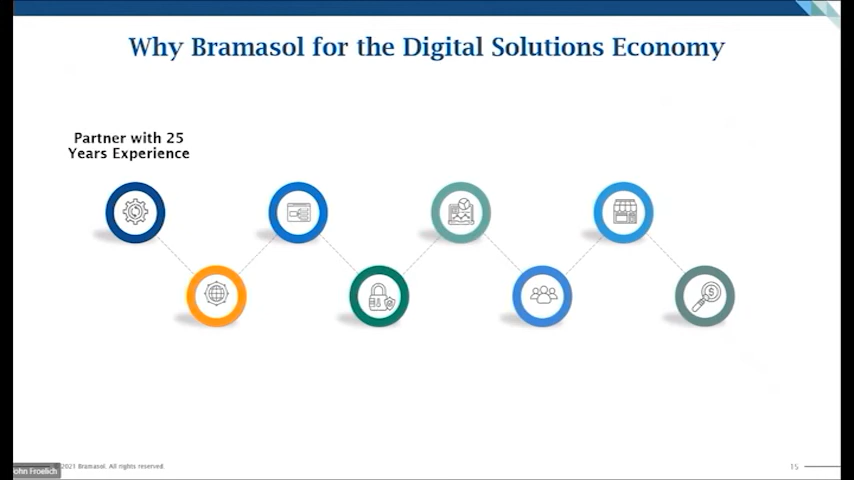 Why Bramasol for the Digital Solutions Economy
Partner with 25
Years Experience
2021 Bramasol. All rights reserved.
15
John Froelich